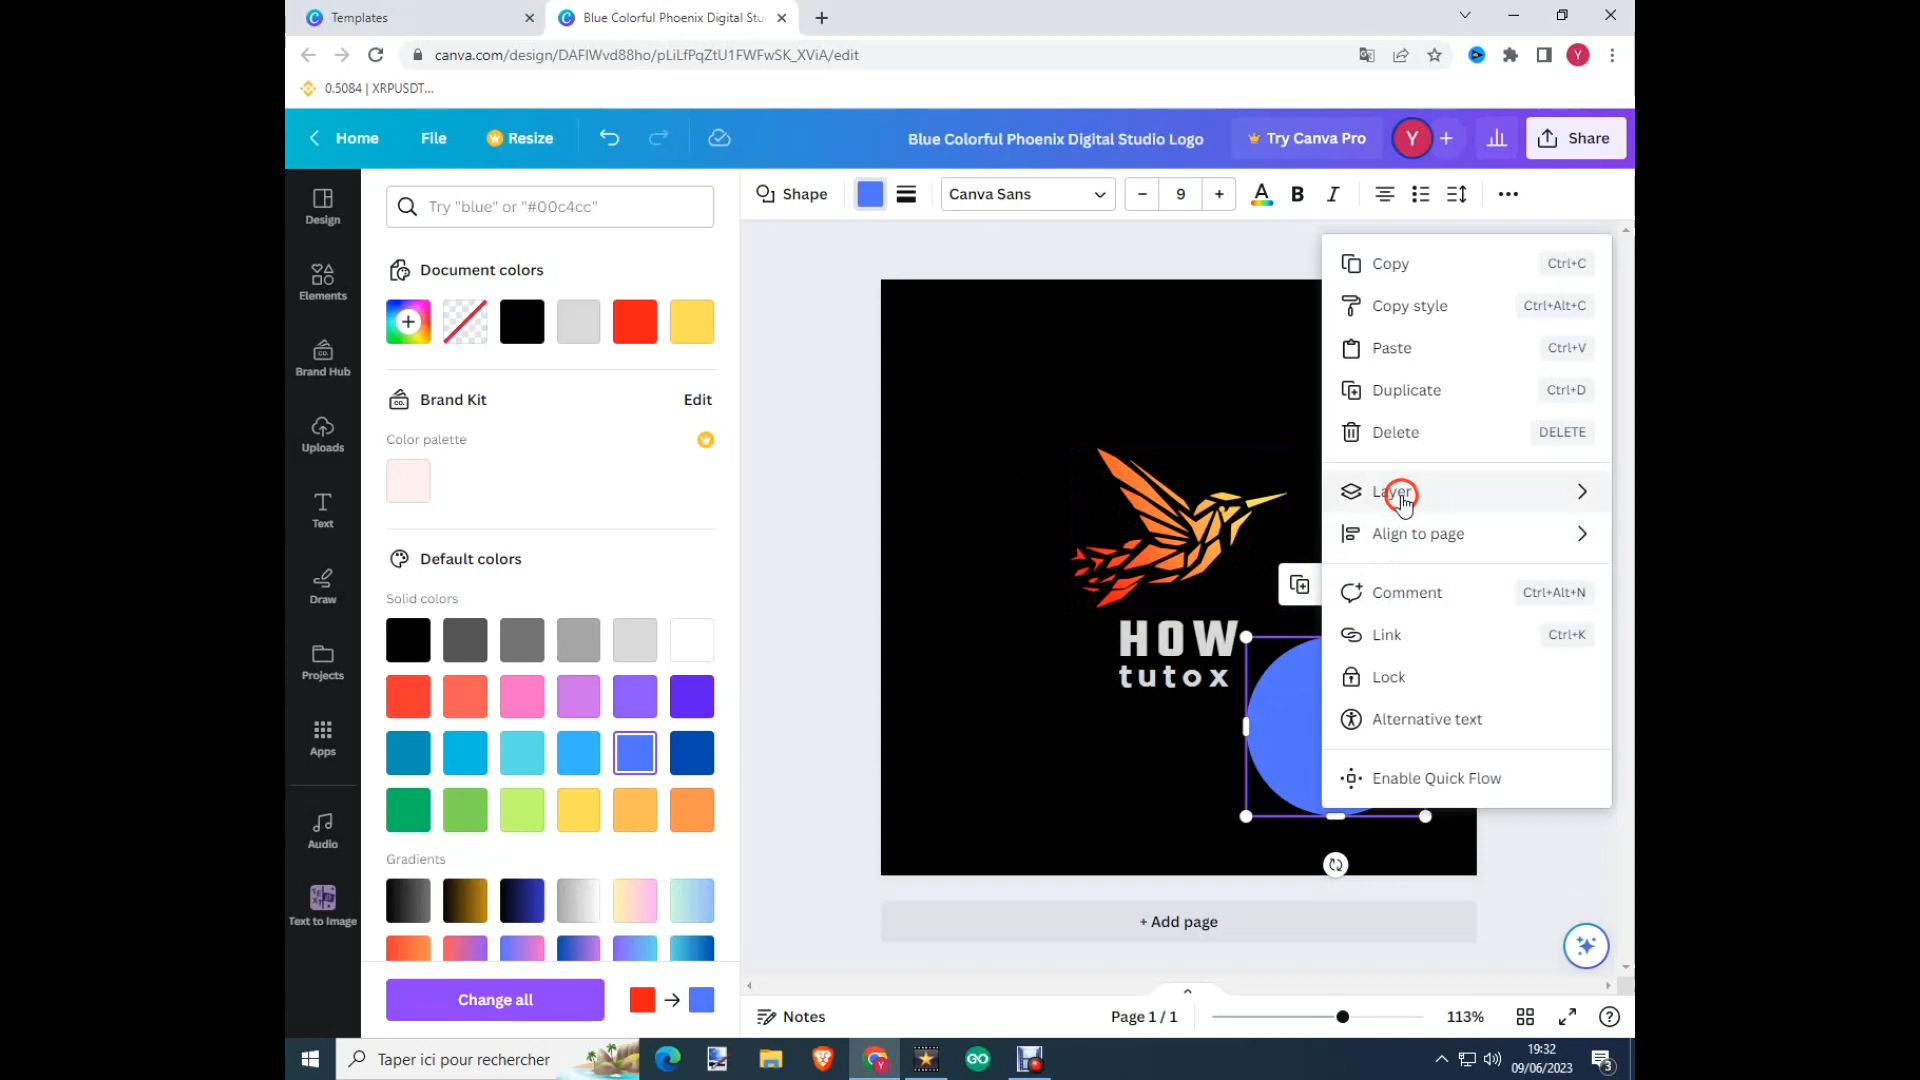 Templates
Blue Colorful Phoenix Digital Stu
canva.com/design/DAFIWvd88ho/pLiLfPqZtU1FWFwSK_XViA/edit
Y
0.5084 | XRPUSDT...
Home
File
Resize
Blue Colorful Phoenix Digital Studio Logo
Try Canva Pro
Y
Share
Design
Elements
Brand Hub
Uploads
Text
Draw
Projects
Apps
Audio
Text to Image
Try "blue" or "#00c4cc"
Document colors
Brand Kit
Edit
Color palette
Default colors
Solid colors
Gradients
Change all
Shape
Canva Sans
9
A
B
I
HOW
tutox
Copy
Ctrl+C
Copy style
Ctrl+Alt+C
Paste
Ctrl+V
Duplicate
Ctrl+D
Delete
DELETE
Layer
Align to page
Comment
Ctrl+Alt+N
Link
Ctrl+K
Lock
Alternative text
Enable Quick Flow
+ Add page
Notes
Page 1 / 1
113%
Taper ici pour rechercher
19:32
09/06/2023
3